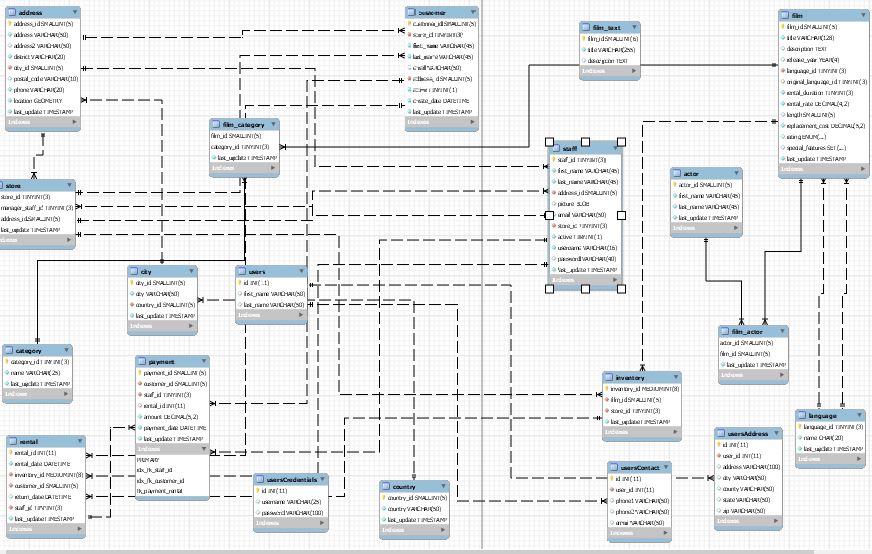 address
address_id SMALLINT(5)
address VARCHAR(50)
address2 VARCHAR(50)
district VARCHAR(20)
city_id SMALLINT(5)
postal_code VARCHAR(10)
phone VARCHAR(20)
location GEOMETRY
last_update TIMESTAMP
Indexes
customer
customer_id SMALLINT(5)
store_id TINYINT(3)
first_name VARCHAR(45)
last_name VARCHAR(45)
email VARCHAR(50)
address_id SMALLINT(5)
active TINYINT(1)
create_date DATETIME
last_update TIMESTAMP
Indexes
film_text
film_id SMALLINT(6)
title VARCHAR(255)
description TEXT
Indexes
film
film_id SMALLINT(5)
title VARCHAR(128)
description TEXT
release_year YEAR(4)
language_id TINYINT(3)
original_language_id TINYINT(3)
rental_duration TINYINT(3)
rental_rate DECIMAL(4,2)
length SMALLINT(5)
replacement_cost DECIMAL(5,2)
rating ENUM(...)
special_features SET (...)
last_update TIMESTAMP
Indexes
film_category
film_id SMALLINT(5)
category_id TINYINT(3)
last_update TIMESTAMP
Indexes
staff
staff_id TINYINT(3)
first_name VARCHAR(45)
last_name VARCHAR(45)
address_id SMALLINT(5)
picture BLOB
email VARCHAR(50)
store_id TINYINT(3)
active TINYINT(1)
username VARCHAR(16)
password VARCHAR(40)
last_update TIMESTAMP
Indexes
actor
actor_id SMALLINT(5)
first_name VARCHAR(45)
last_name VARCHAR(45)
last_update TIMESTAMP
Indexes
store
store_id TINYINT(3)
manager_staff_id TINYINT(3)
address_id SMALLINT(5)
last_update TIMESTAMP
Indexes
city
city_id SMALLINT(5)
city VARCHAR(50)
country_id SMALLINT(5)
last_update TIMESTAMP
Indexes
users
id INT(11)
first_name VARCHAR(50)
last_name VARCHAR(50)
Indexes
film_actor
actor_id SMALLINT(5)
film_id SMALLINT(5)
last_update TIMESTAMP
Indexes
category
category_id TINYINT(3)
name VARCHAR(25)
last_update TIMESTAMP
Indexes
payment
payment_id SMALLINT(5)
customer_id SMALLINT(5)
staff_id TINYINT(3)
rental_id INT(11)
amount DECIMAL(5,2)
payment_date DATETIME
last_update TIMESTAMP
Indexes
PRIMARY
idx_fk_staff_id
idx_fk_customer_id
fk_payment_rental
inventory
inventory_id MEDIUMINT(8)
film_id SMALLINT(5)
store_id TINYINT(3)
last_update TIMESTAMP
Indexes
language
language_id TINYINT(3)
name CHAR(20)
last_update TIMESTAMP
Indexes
rental
rental_id INT(11)
rental_date DATETIME
inventory_id MEDIUMINT(8)
customer_id SMALLINT(5)
return_date DATETIME
staff_id TINYINT(3)
last_update TIMESTAMP
Indexes
usersCredentials
id INT(11)
username VARCHAR(25)
password VARCHAR(100)
Indexes
country
country_id SMALLINT(5)
country VARCHAR(50)
last_update TIMESTAMP
Indexes
usersContact
id INT(11)
user_id INT(11)
phone1 VARCHAR(50)
phone2 VARCHAR(50)
email VARCHAR(50)
Indexes
usersAddress
id INT(11)
user_id INT(11)
address VARCHAR(100)
city VARCHAR(50)
county VARCHAR(50)
state VARCHAR(50)
zip VARCHAR(50)
Indexes